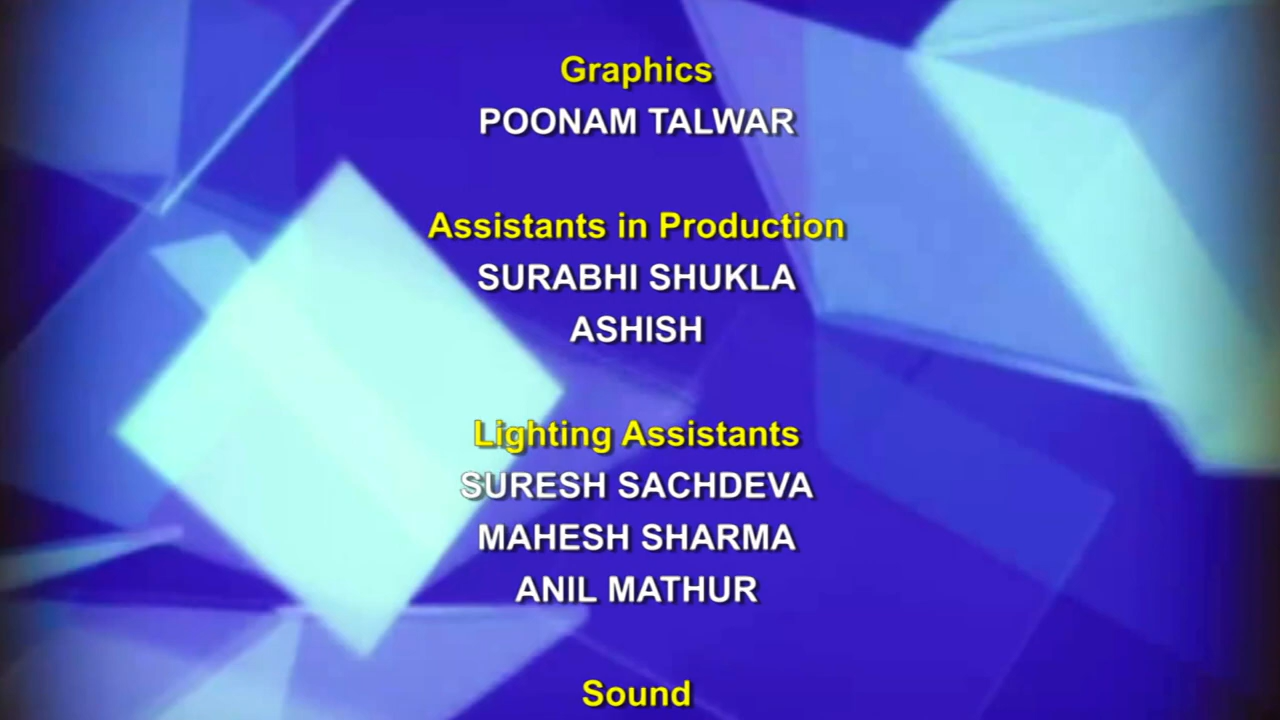 Graphics
POONAM TALWAR
Assistants in Production
SURABHI SHUKLA
ASHISH
Lighting Assistants
SURESH SACHDEVA
MAHESH SHARMA
ANIL MATHUR
Sound